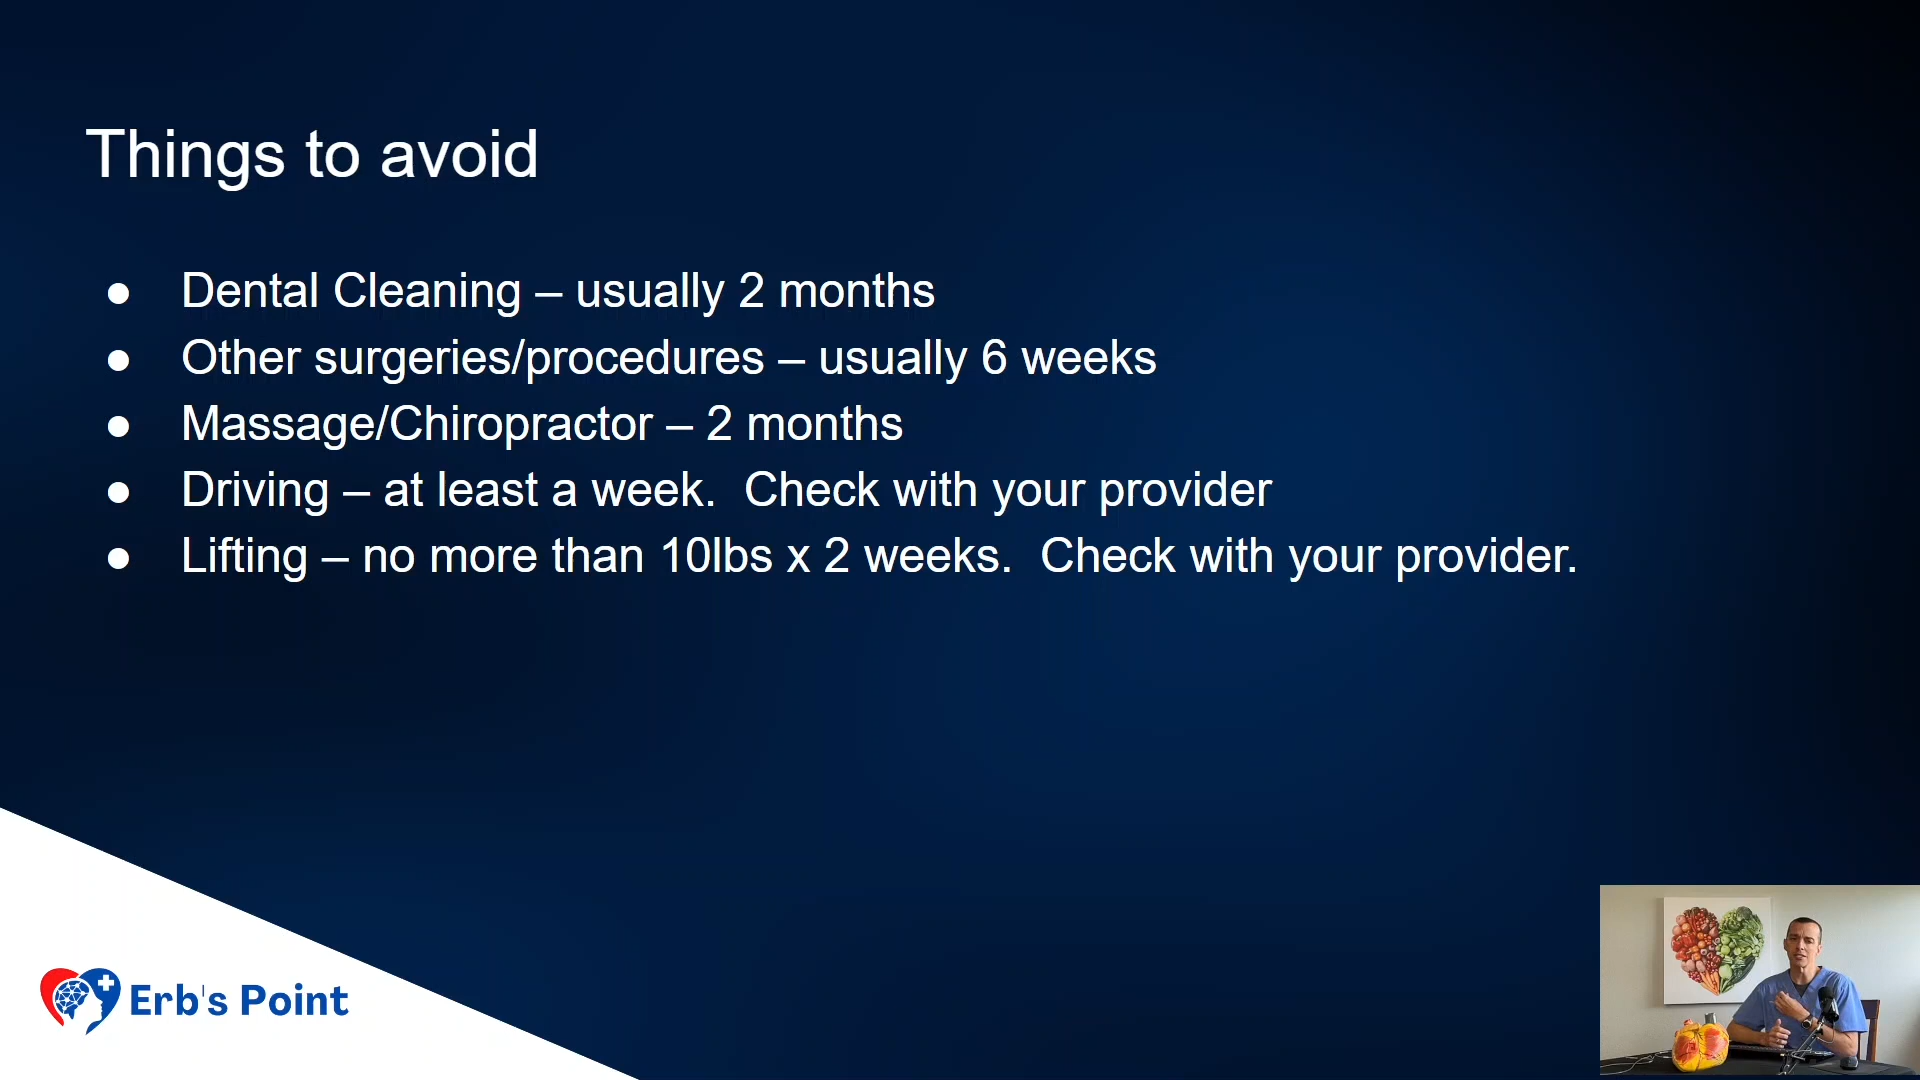 Things to avoid
● Dental Cleaning – usually 2 months
● Other surgeries/procedures – usually 6 weeks
● Massage/Chiropractor – 2 months
● Driving – at least a week.  Check with your provider
● Lifting – no more than 10lbs x 2 weeks.  Check with your provider.
Erb's Point